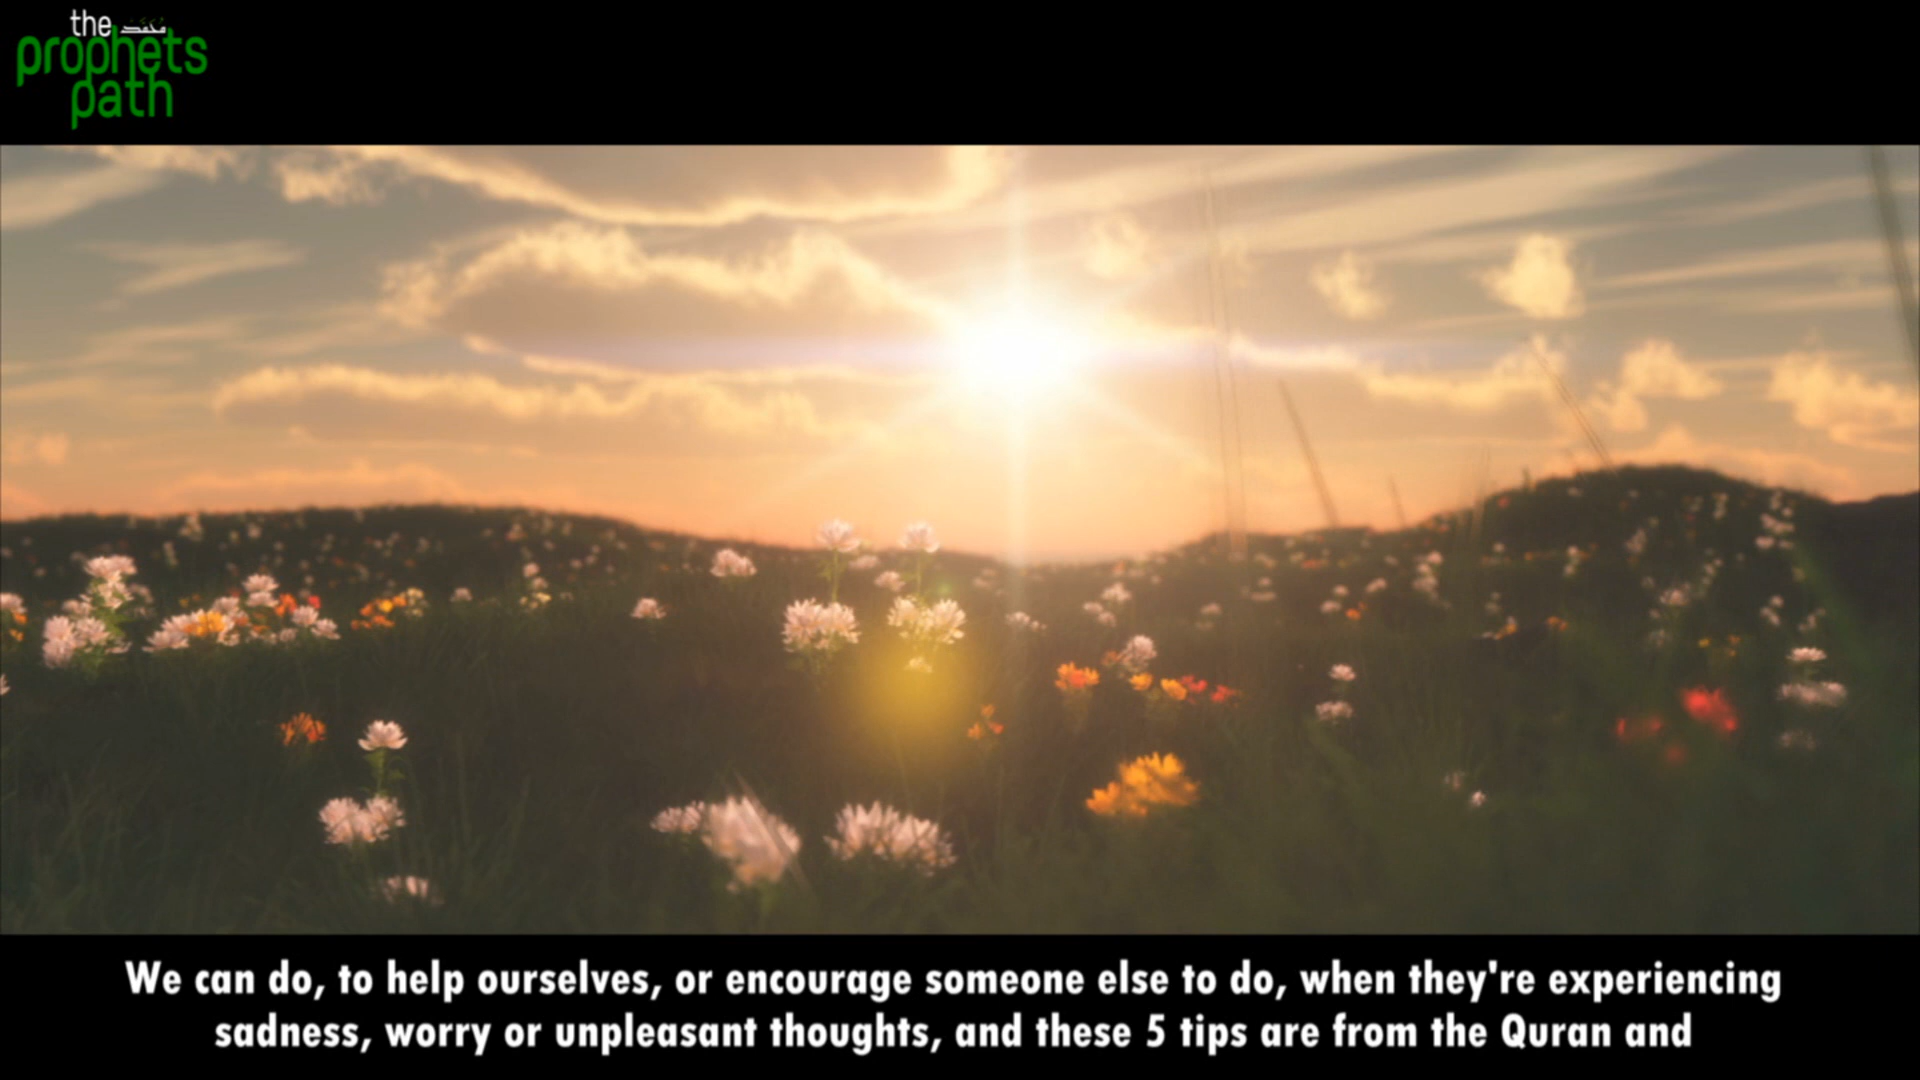 the محمد
prophets
path
We can do, to help ourselves, or encourage someone else to do, when they're experiencing
sadness, worry or unpleasant thoughts, and these 5 tips are from the Quran and